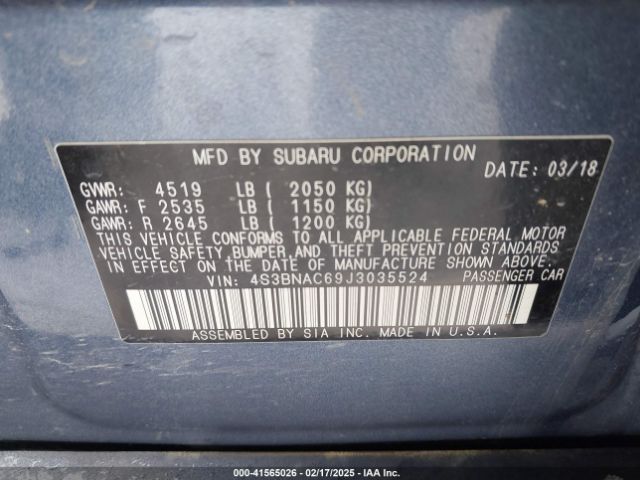 MFD BY SUBARU CORPORATION
DATE: 03/18
GVWR: 4519 LB ( 2050 KG)
GAWR: F 2535 LB ( 1150 KG)
GAWR: R 2645 LB ( 1200 KG)
THIS VEHICLE CONFORMS TO ALL APPLICABLE FEDERAL MOTOR
VEHICLE SAFETY, BUMPER, AND THEFT PREVENTION STANDARDS
IN EFFECT ON THE DATE OF MANUFACTURE SHOWN ABOVE.
VIN: 4S3BNAC69J3035524 PASSENGER CAR
ASSEMBLED BY SIA INC. MADE IN U.S.A.
000-41565026 - 02/17/2025 - IAAI.COM